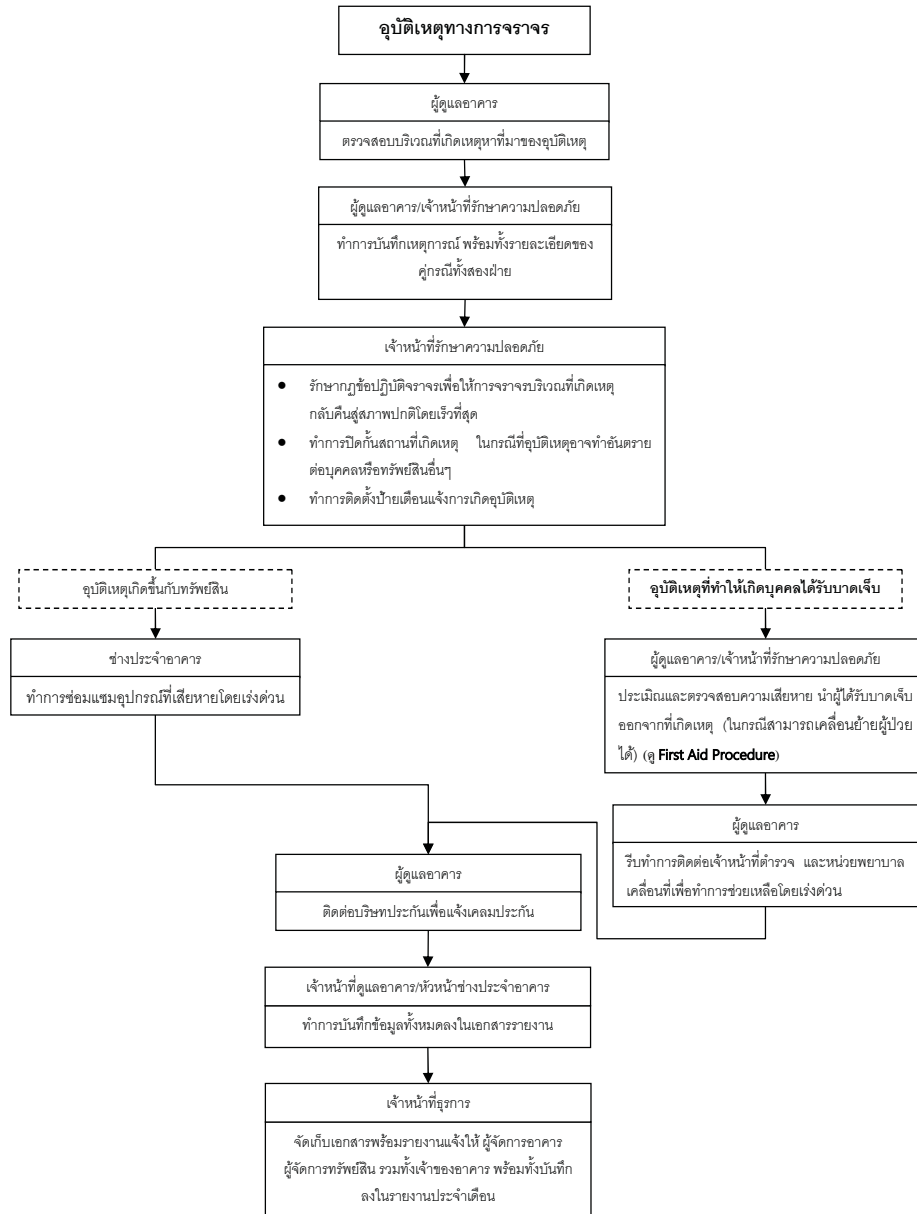 อุบัติเหตุทางการจราจร
ผู้ดูแลอาคาร
ตรวจสอบบริเวณที่เกิดเหตุหาที่มาของอุบัติเหตุ
ผู้ดูแลอาคาร/เจ้าหน้าที่รักษาความปลอดภัย
ทำการบันทึกเหตุการณ์ พร้อมทั้งรายละเอียดของ
คู่กรณีทั้งสองฝ่าย
เจ้าหน้าที่รักษาความปลอดภัย
● รักษากฎข้อปฏิบัติจราจรเพื่อให้การจราจรบริเวณที่เกิดเหตุ
กลับคืนสู่สภาพปกติโดยเร็วที่สุด
● ทำการปิดกั้นสถานที่เกิดเหตุ ในกรณีที่อุบัติเหตุอาจทำอันตราย
ต่อบุคคลหรือทรัพย์สินอื่นๆ
● ทำการติดตั้งป้ายเตือนแจ้งการเกิดอุบัติเหตุ
อุบัติเหตุเกิดขึ้นกับทรัพย์สิน
ช่างประจำอาคาร
ทำการซ่อมแซมอุปกรณ์ที่เสียหายโดยเร่งด่วน
อุบัติเหตุที่ทำให้เกิดบุคคลได้รับบาดเจ็บ
ผู้ดูแลอาคาร/เจ้าหน้าที่รักษาความปลอดภัย
ประเมิณและตรวจสอบความเสียหาย นำผู้ได้รับบาดเจ็บ
ออกจากที่เกิดเหตุ (ในกรณีสามารถเคลื่อนย้ายผู้ป่วย
ได้) (ดู First Aid Procedure)
ผู้ดูแลอาคาร
รีบทำการติดต่อเจ้าหน้าที่ตำรวจ และหน่วยพยาบาล
เคลื่อนที่เพื่อทำการช่วยเหลือโดยเร่งด่วน
ผู้ดูแลอาคาร
ติดต่อบริษทประกันเพื่อแจ้งเคลมประกัน
เจ้าหน้าที่ดูแลอาคาร/หัวหน้าช่างประจำอาคาร
ทำการบันทึกข้อมูลทั้งหมดลงในเอกสารรายงาน
เจ้าหน้าที่ธุรการ
จัดเก็บเอกสารพร้อมรายงานแจ้งให้ ผู้จัดการอาคาร
ผู้จัดการทรัพย์สิน รวมทั้งเจ้าของอาคาร พร้อมทั้งบันทึก
ลงในรายงานประจำเดือน